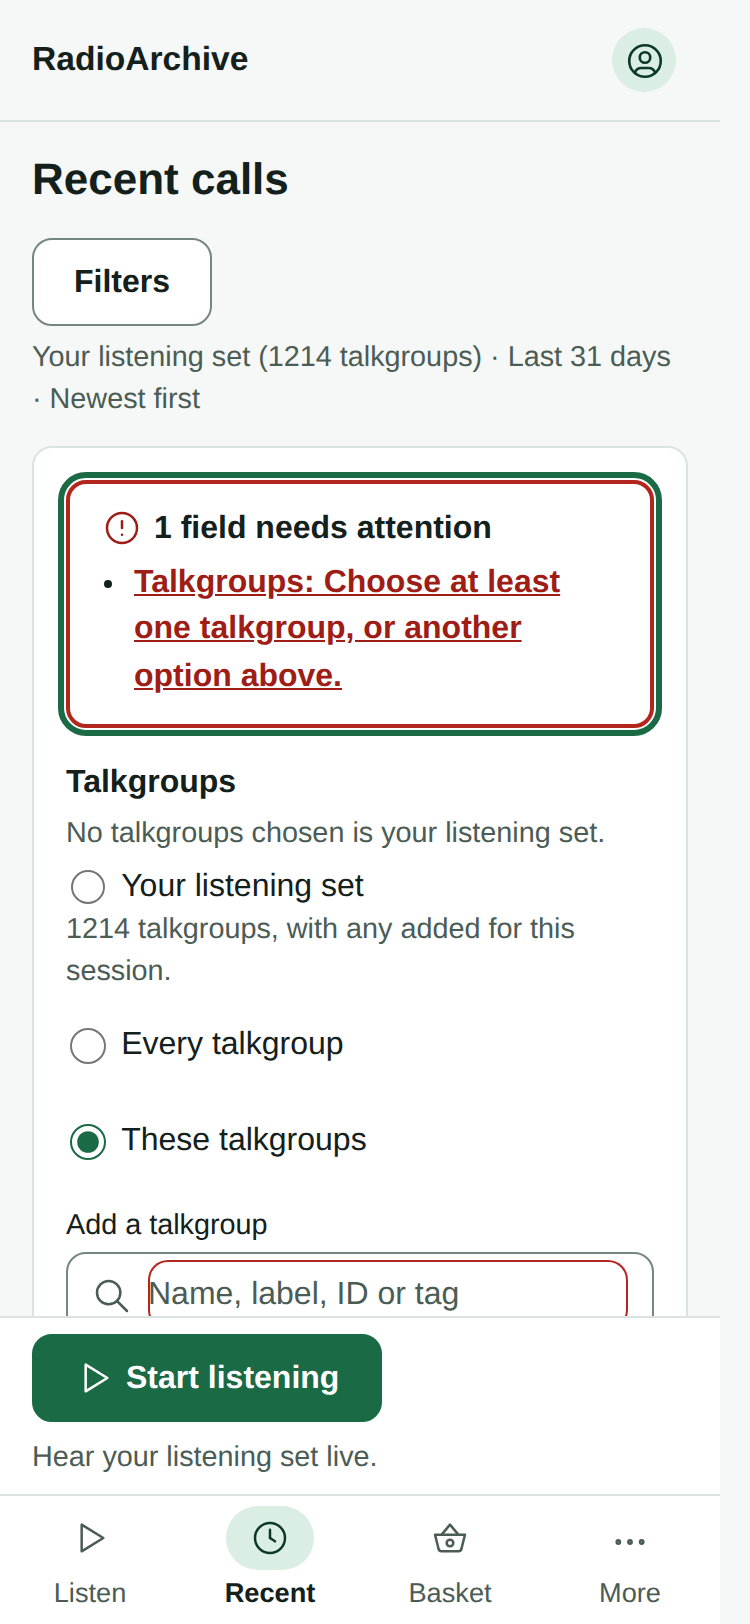 RadioArchive
Recent calls
Filters
Your listening set (1214 talkgroups) · Last 31 days
· Newest first
1 field needs attention
• Talkgroups: Choose at least
one talkgroup, or another
option above.
Talkgroups
No talkgroups chosen is your listening set.
Your listening set
1214 talkgroups, with any added for this
session.
Every talkgroup
These talkgroups
Add a talkgroup
Name, label, ID or tag
Start listening
Hear your listening set live.
Listen
Recent
Basket
More